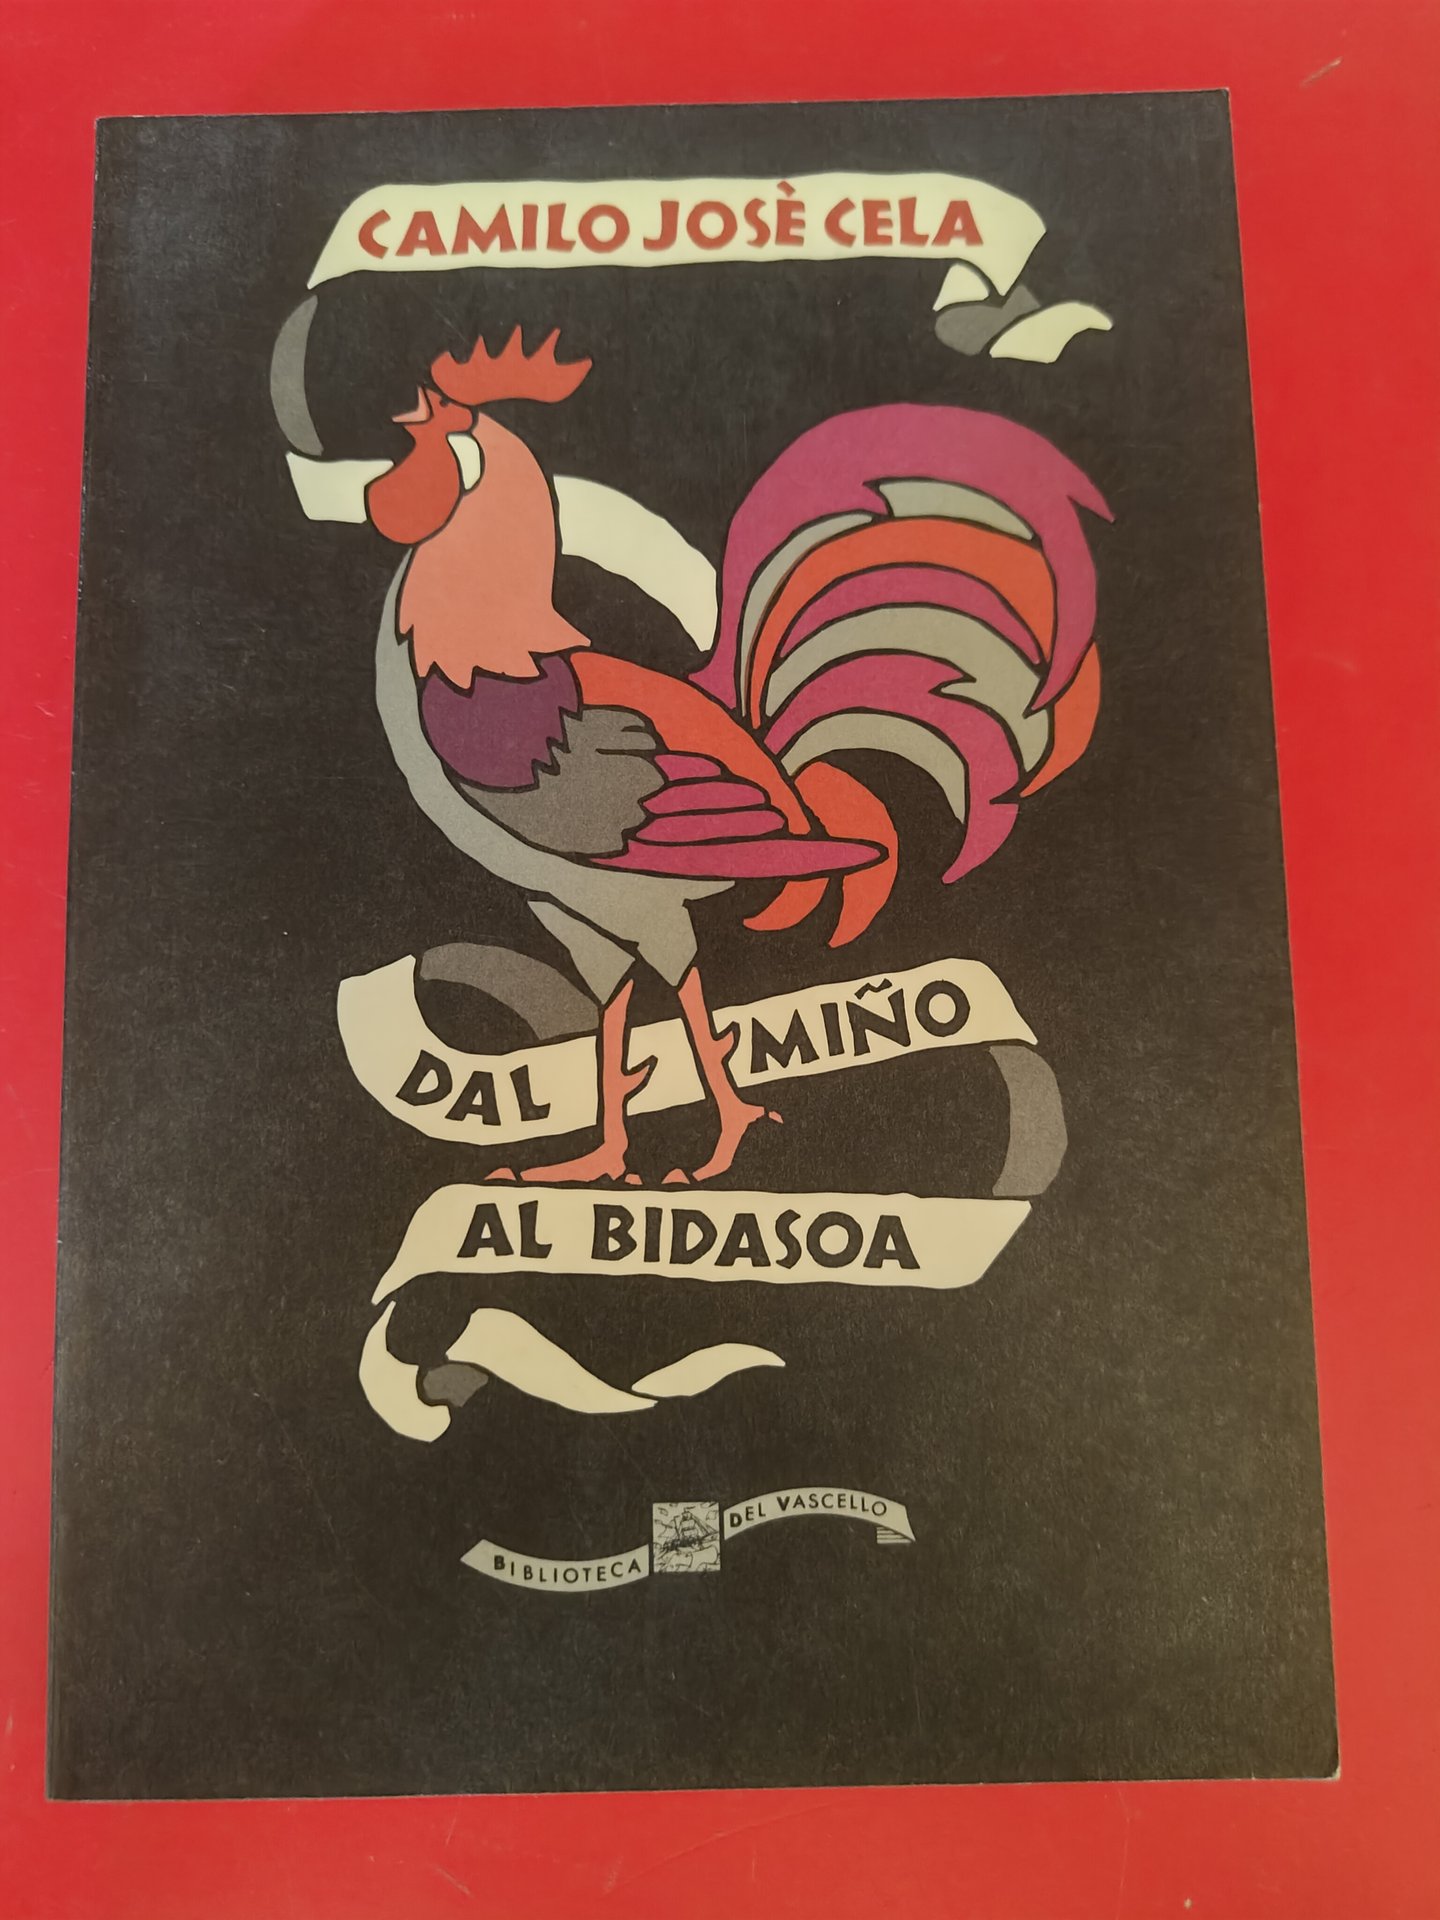 CAMILO JOSÈ CELA
DAL MIÑO
AL BIDASOA
BIBLIOTECA DEL VASCELLO